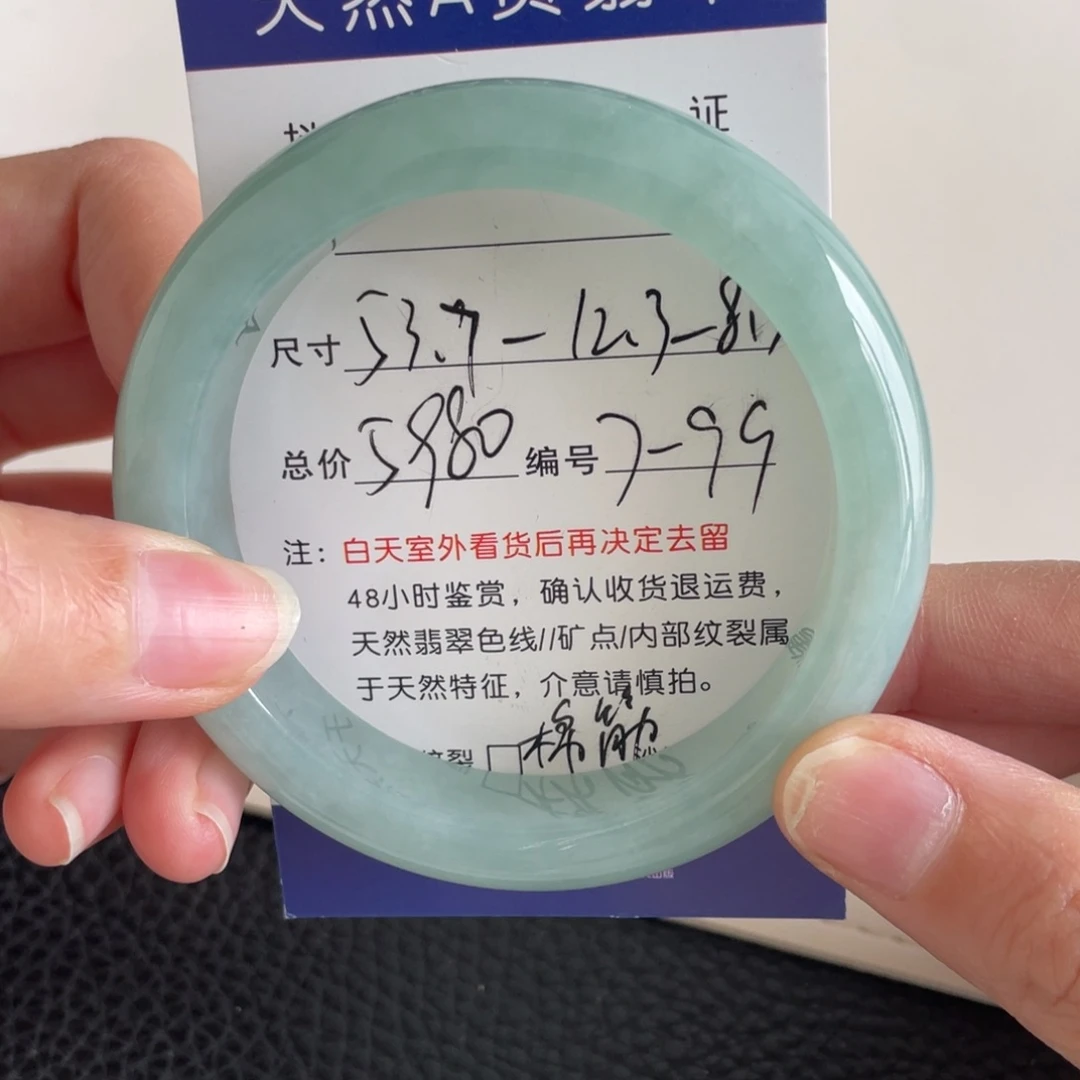 天然A货翡
证
尺寸 53.7-12.3-8.
总价 5980 编号 7-99
注：白天室外看货后再决定去留
48小时鉴赏，确认收货退运费，
天然翡翠色线//矿点/内部纹裂属
于天然特征，介意请慎拍。
纹裂 □棉筋